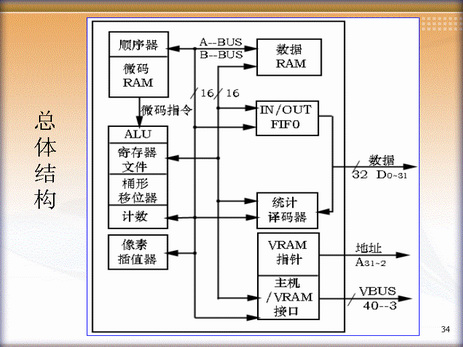 总体结构
顺序器
微码
RAM
A--BUS
B--BUS
数据
RAM
16
16
微码指令
IN/OUT
FIFO
ALU
寄存器
文件
桶形
移位器
计数
数据
32 D0~31
统计
译码器
像素
插值器
VRAM
指针
地址
A31~2
主机
/VRAM
接口
VBUS
40--3
34